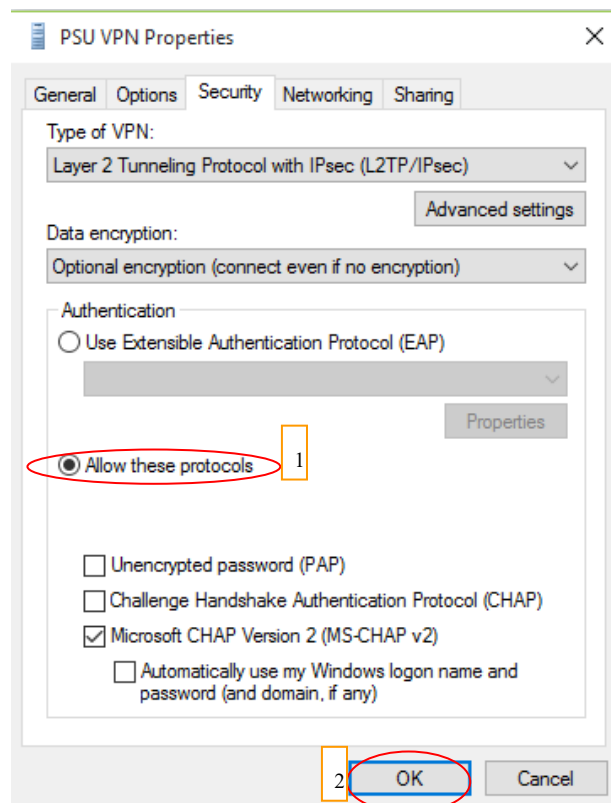 PSU VPN Properties
General Options Security Networking Sharing
Type of VPN:
Layer 2 Tunneling Protocol with IPsec (L2TP/IPsec)
Advanced settings
Data encryption:
Optional encryption (connect even if no encryption)
Authentication
Use Extensible Authentication Protocol (EAP)
Properties
Allow these protocols 1
Unencrypted password (PAP)
Challenge Handshake Authentication Protocol (CHAP)
Microsoft CHAP Version 2 (MS-CHAP v2)
Automatically use my Windows logon name and
password (and domain, if any)
2 OK Cancel